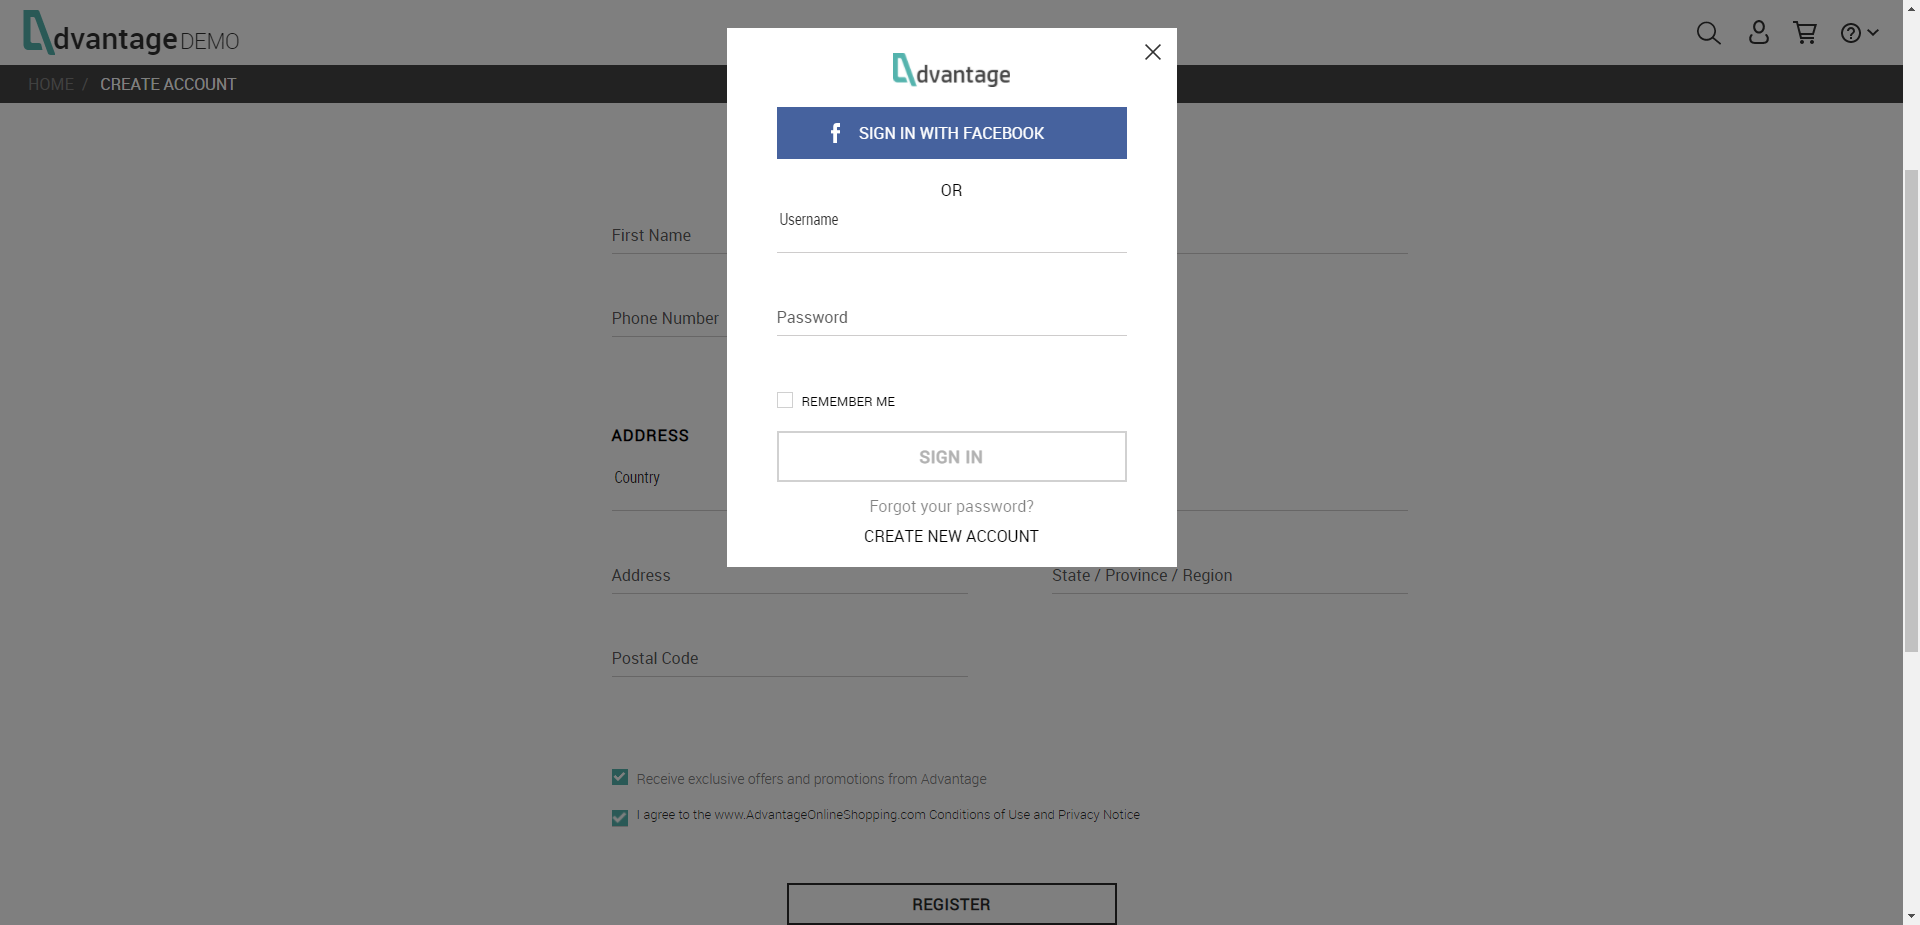 dvantage DEMO
HOME / CREATE ACCOUNT
dvantage
SIGN IN WITH FACEBOOK
OR
Username
Password
REMEMBER ME
SIGN IN
Forgot your password?
CREATE NEW ACCOUNT
First Name
Phone Number
ADDRESS
Country
Address
State / Province / Region
Postal Code
Receive exclusive offers and promotions from Advantage
I agree to the www.AdvantageOnlineShopping.com Conditions of Use and Privacy Notice
REGISTER